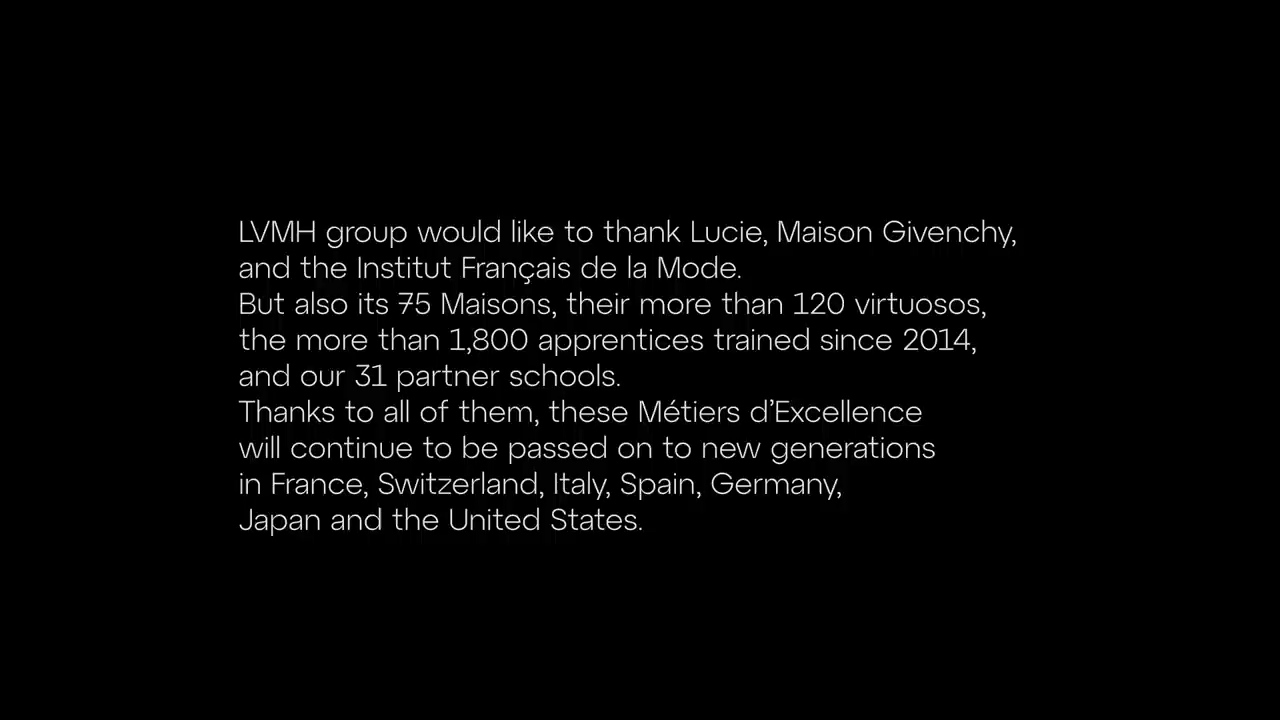 LVMH group would like to thank Lucie, Maison Givenchy,
and the Institut Français de la Mode.
But also its 75 Maisons, their more than 120 virtuosos,
the more than 1,800 apprentices trained since 2014,
and our 31 partner schools.
Thanks to all of them, these Métiers d’Excellence
will continue to be passed on to new generations
in France, Switzerland, Italy, Spain, Germany,
Japan and the United States.